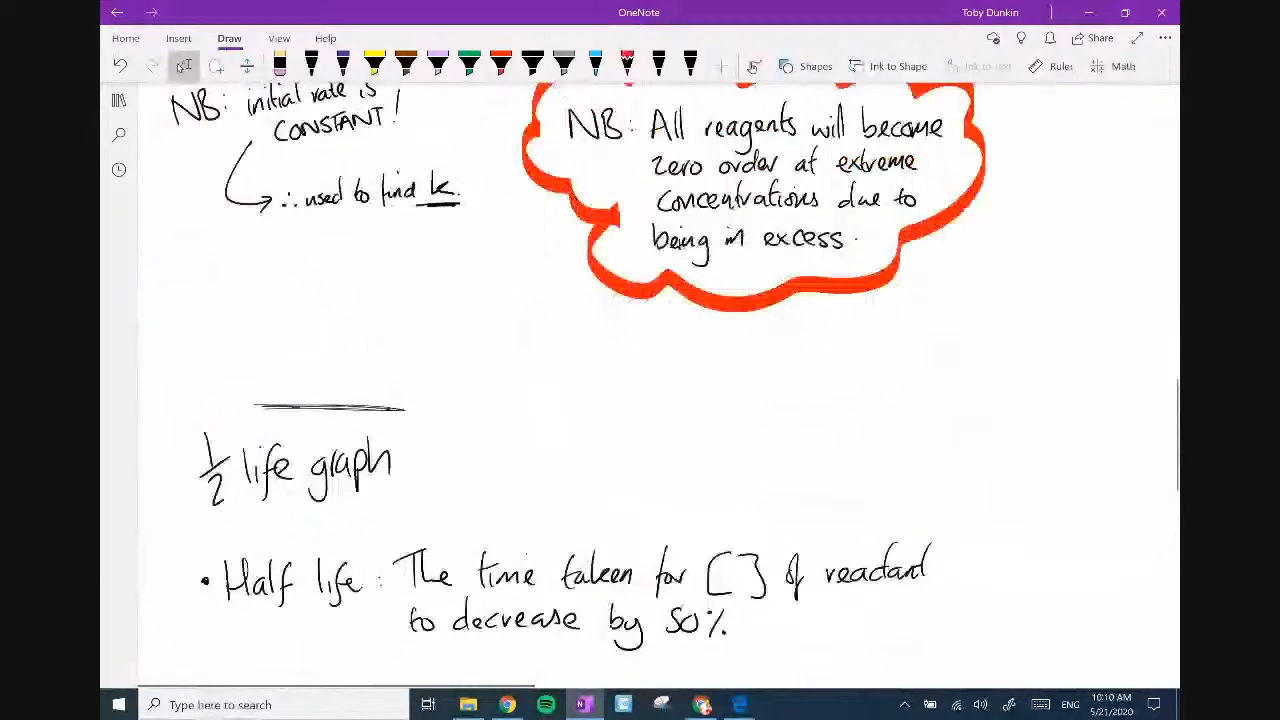 OneNote
Toby Dunkin
Home Insert Draw View Help
Share
Shapes
Ink to Shape
Ink to Text
Ruler
Math
NB: initial rate is
CONSTANT!
∴ used to find k.
NB: All reagents will become
zero order at extreme
concentrations due to
being in excess.
1/2 life graph
• Half life: The time taken for [ ] of reactant
to decrease by 50%
Type here to search
ENG
10:10 AM
5/21/2020